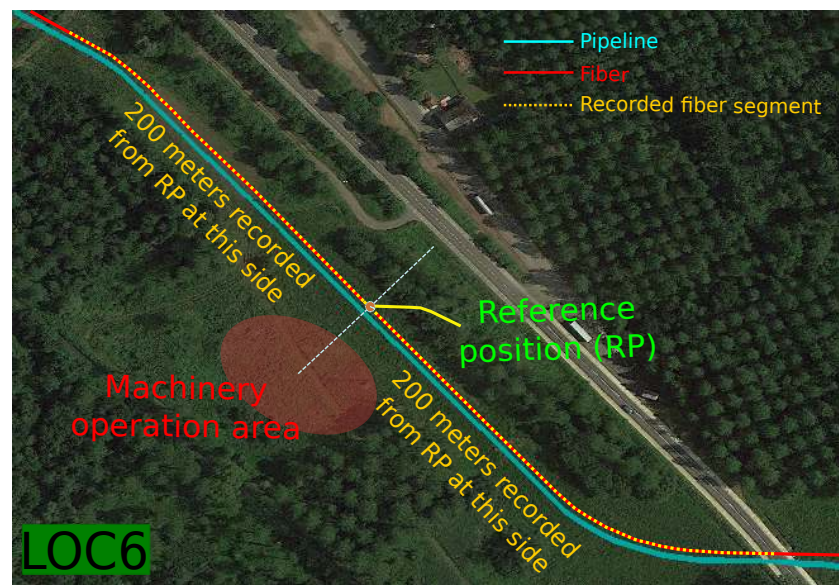 Pipeline
Fiber
Recorded fiber segment
200 meters recorded
from RP at this side
Reference
position (RP)
Machinery
operation area
200 meters recorded
from RP at this side
LOC6